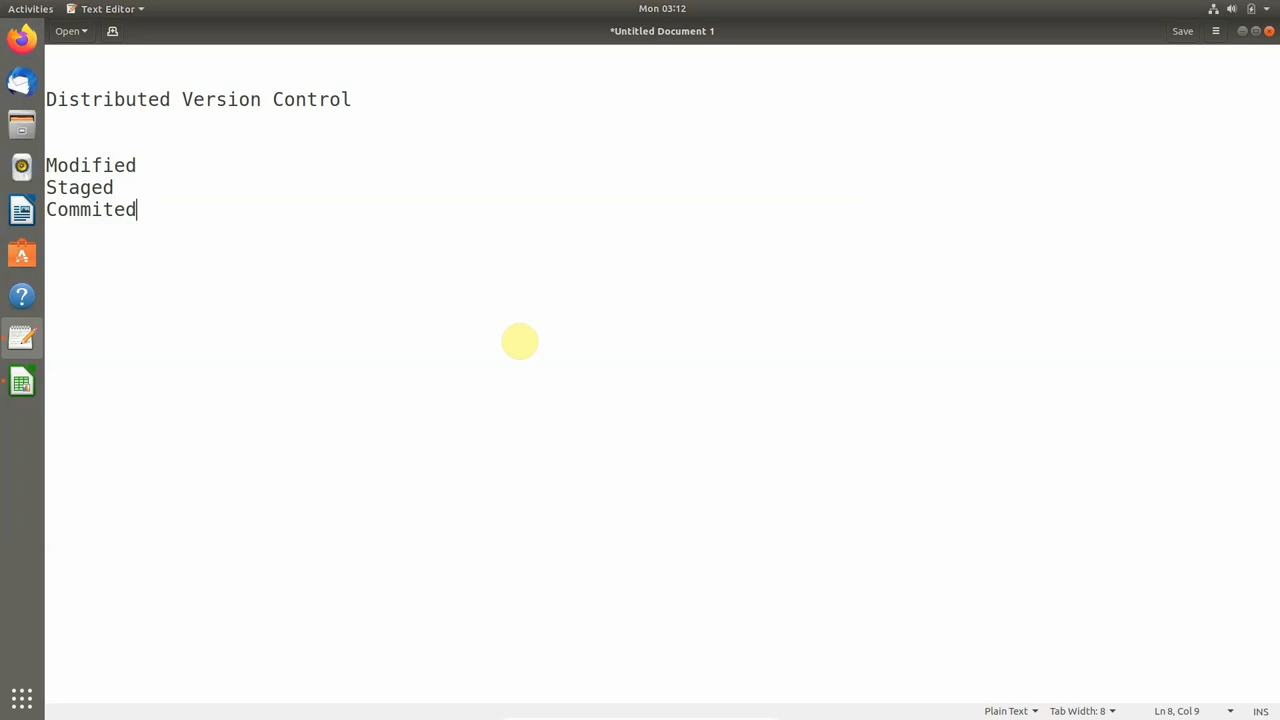 Activities Text Editor Mon 03:12
Open *Untitled Document 1 Save
Distributed Version Control
Modified
Staged
Commited
Plain Text Tab Width: 8 Ln 8, Col 9 INS